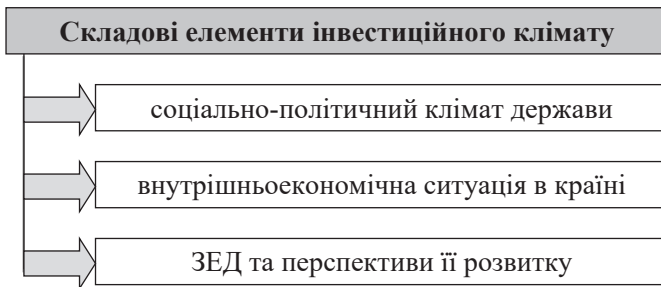 Складові елементи інвестиційного клімату
соціально-політичний клімат держави
внутрішньоекономічна ситуація в країні
ЗЕД та перспективи її розвитку